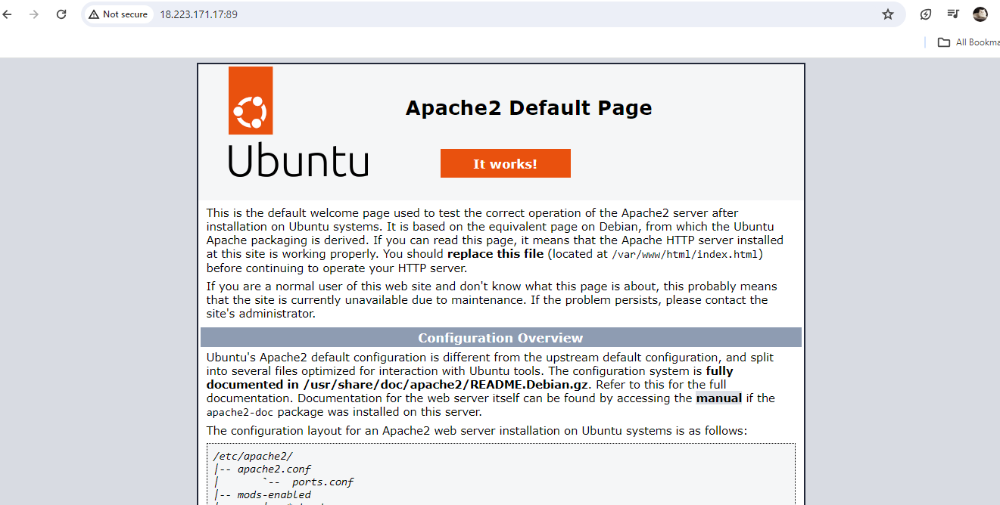 Not secure 18.223.171.17:89
All Bookma
Apache2 Default Page
Ubuntu
It works!
This is the default welcome page used to test the correct operation of the Apache2 server after
installation on Ubuntu systems. It is based on the equivalent page on Debian, from which the Ubuntu
Apache packaging is derived. If you can read this page, it means that the Apache HTTP server installed
at this site is working properly. You should replace this file (located at /var/www/html/index.html)
before continuing to operate your HTTP server.
If you are a normal user of this web site and don't know what this page is about, this probably means
that the site is currently unavailable due to maintenance. If the problem persists, please contact the
site's administrator.
Configuration Overview
Ubuntu's Apache2 default configuration is different from the upstream default configuration, and split
into several files optimized for interaction with Ubuntu tools. The configuration system is fully
documented in /usr/share/doc/apache2/README.Debian.gz. Refer to this for the full
documentation. Documentation for the web server itself can be found by accessing the manual if the
apache2-doc package was installed on this server.
The configuration layout for an Apache2 web server installation on Ubuntu systems is as follows:
/etc/apache2/
|-- apache2.conf
|       `--  ports.conf
|-- mods-enabled